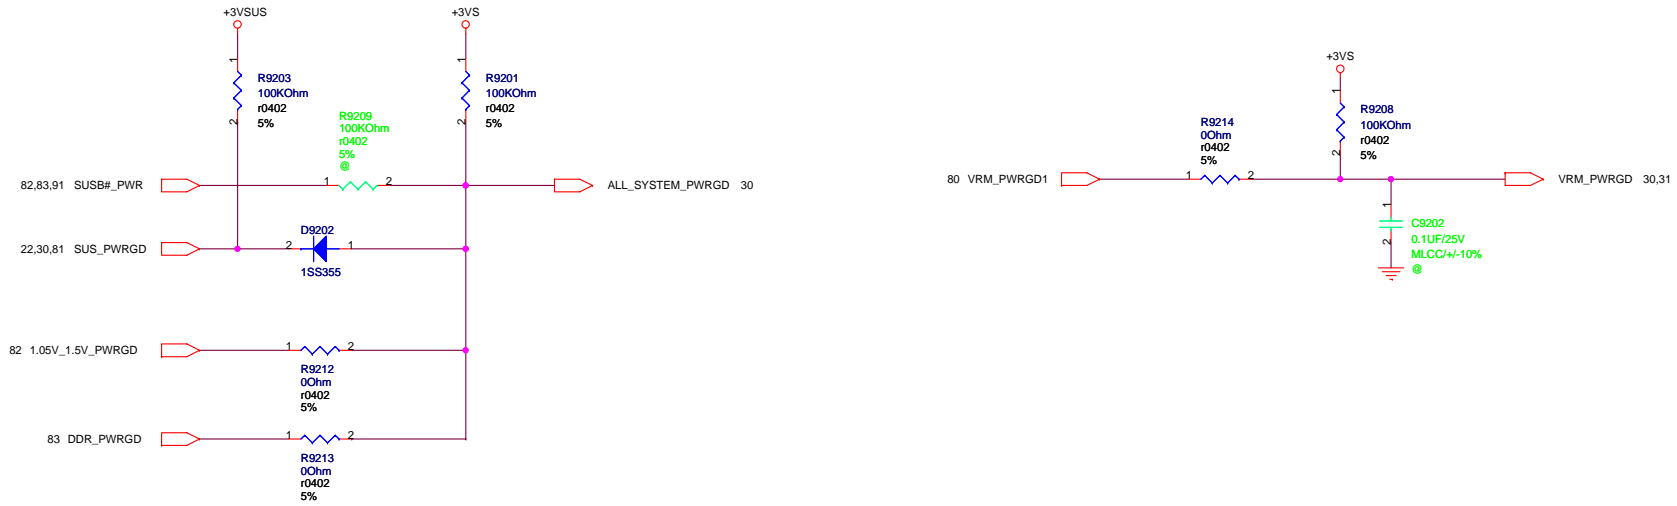 +3VSUS
+3VS
1
R9203
100KOhm
r0402
5%
2
1
R9201
100KOhm
r0402
5%
2
R9209
100KOhm
r0402
5%
@
82,83,91 SUSB#_PWR
1
2
ALL_SYSTEM_PWRGD 30
22,30,81 SUS_PWRGD
D9202
2
1
1SS355
82 1.05V_1.5V_PWRGD
1
2
R9212
0Ohm
r0402
5%
83 DDR_PWRGD
1
2
R9213
0Ohm
r0402
5%
+3VS
1
R9208
100KOhm
r0402
5%
2
R9214
0Ohm
r0402
5%
80 VRM_PWRGD1
1
2
VRM_PWRGD 30,31
1
C9202
0.1UF/25V
MLCC/+/-10%
@
2